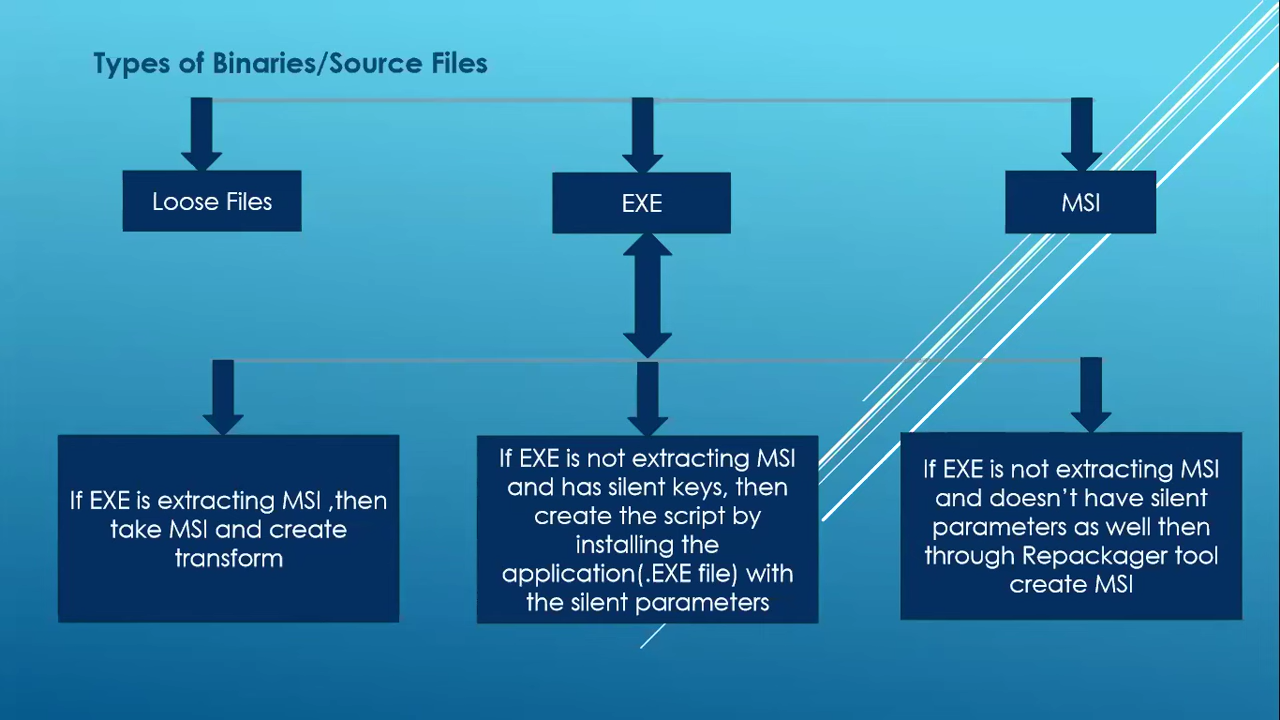 Types of Binaries/Source Files
Loose Files
EXE
MSI
If EXE is extracting MSI ,then
take MSI and create
transform
If EXE is not extracting MSI
and has silent keys, then
create the script by
installing the
application(.EXE file) with
the silent parameters
If EXE is not extracting MSI
and doesn't have silent
parameters as well then
through Repackager tool
create MSI